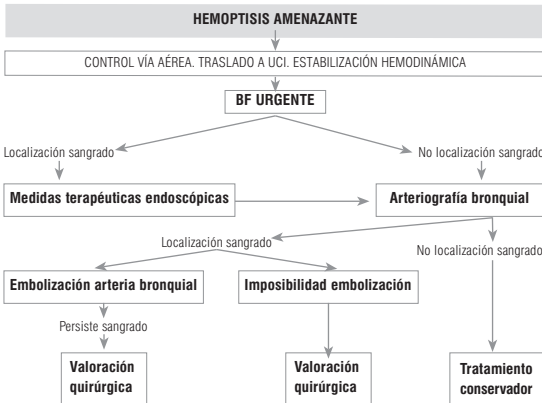 HEMOPTISIS AMENAZANTE
CONTROL VÍA AÉREA. TRASLADO A UCI. ESTABILIZACIÓN HEMODINÁMICA
BF URGENTE
Localización sangrado
No localización sangrado
Medidas terapéuticas endoscópicas
Arteriografía bronquial
Localización sangrado
No localización sangrado
Embolización arteria bronquial
Imposibilidad embolización
Persiste sangrado
Valoración
quirúrgica
Valoración
quirúrgica
Tratamiento
conservador